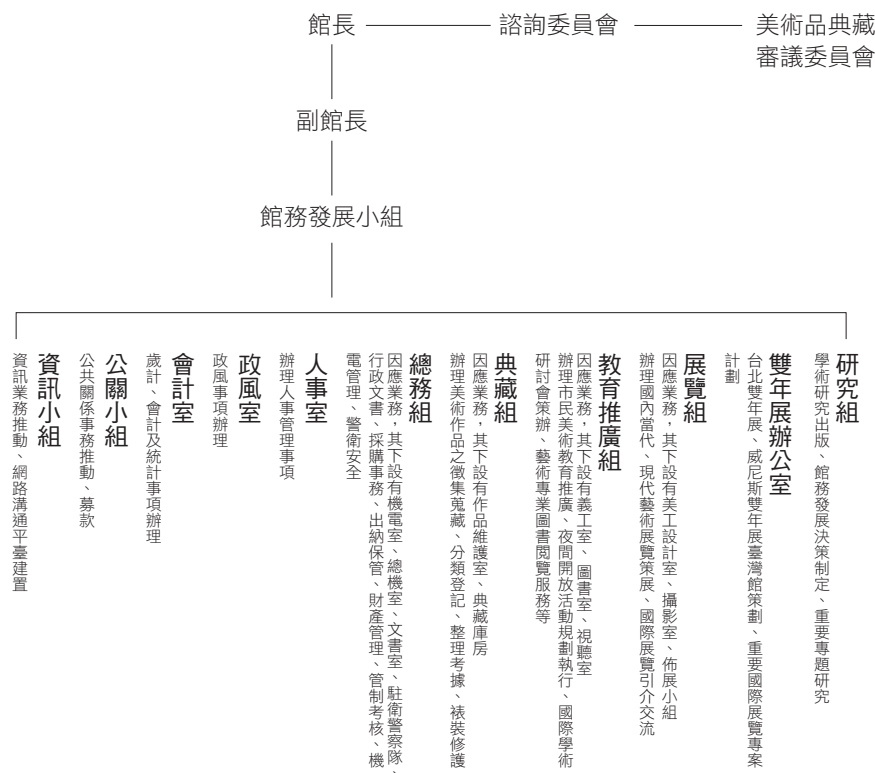 館長
諮詢委員會
美術品典藏
審議委員會
副館長
館務發展小組
研究組
學術研究出版、館務發展決策制定、重要專題研究
雙年展辦公室
台北雙年展、威尼斯雙年展臺灣館策劃、重要國際展覽專案
計劃
展覽組
因應業務，其下設有美工設計室、攝影室、佈展小組
辦理國內當代、現代藝術展覽策展、國際展覽引介交流
教育推廣組
因應業務，其下設有義工室、圖書室、視聽室
辦理市民美術教育推廣、夜間開放活動規劃執行、國際學術
研討會策辦、藝術專業圖書閱覽服務等
典藏組
因應業務，其下設有作品維護室、典藏庫房
辦理美術作品之徵集蒐藏、分類登記、整理考據、裱裝修護
總務組
因應業務，其下設有機電室、總機室、文書室、駐衛警察隊、
行政文書、採購事務、出納保管、財產管理、管制考核、機
電管理、警衛安全
人事室
辦理人事管理事項
政風室
政風事項辦理
會計室
歲計、會計及統計事項辦理
公關小組
公共關係事務推動、募款
資訊小組
資訊業務推動、網路溝通平臺建置